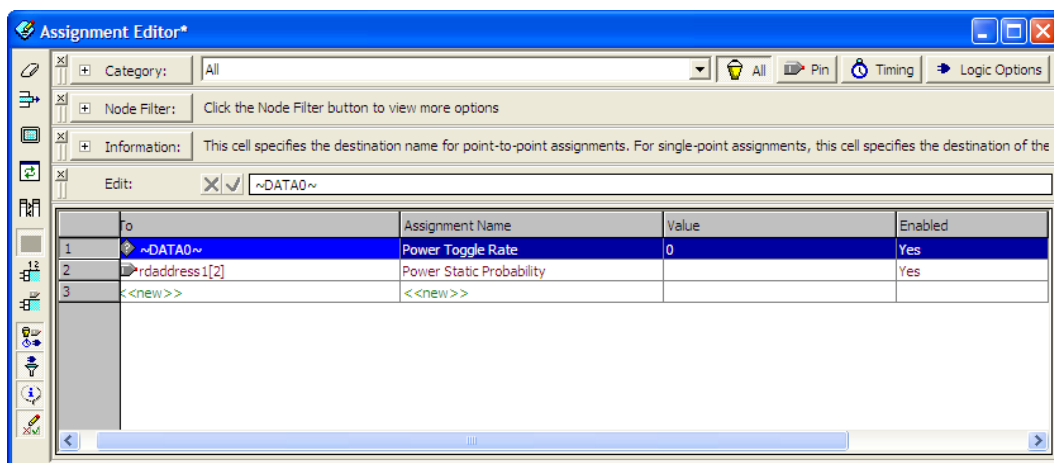 Assignment Editor*
Category: All All Pin Timing Logic Options
Node Filter: Click the Node Filter button to view more options
Information: This cell specifies the destination name for point-to-point assignments. For single-point assignments, this cell specifies the destination of the
Edit: ~DATA0~
To Assignment Name Value Enabled
1 ~DATA0~ Power Toggle Rate 0 Yes
2 rdaddress1[2] Power Static Probability Yes
3 <<new>> <<new>>
12